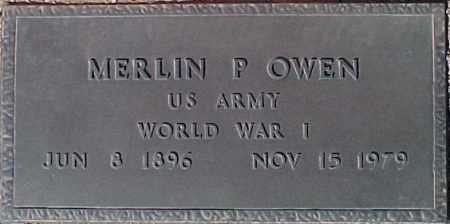 MERLIN P OWEN
US ARMY
WORLD WAR I
JUN 8 1896 NOV 15 1979